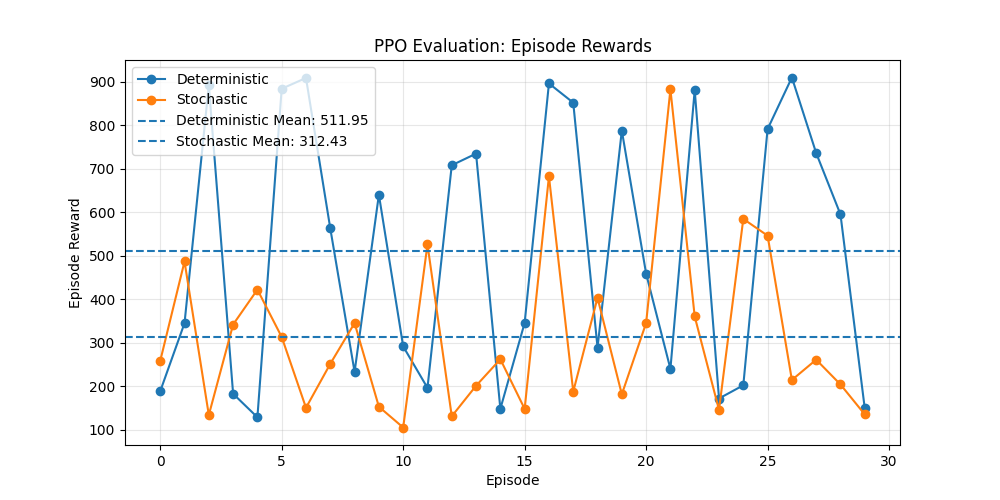 PPO Evaluation: Episode Rewards
Deterministic
Stochastic
Deterministic Mean: 511.95
Stochastic Mean: 312.43
Episode Reward
900
800
700
600
500
400
300
200
100
0 5 10 15 20 25 30
Episode